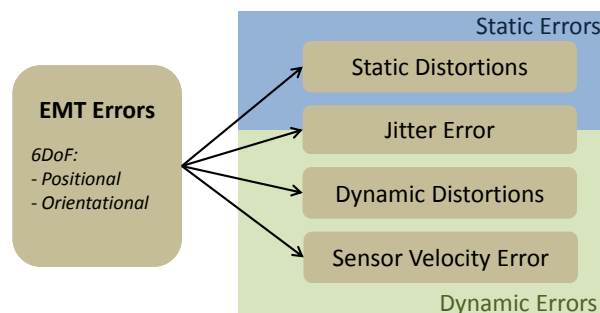 Static Errors
EMT Errors
6DoF:
- Positional
- Orientational
Static Distortions
Jitter Error
Dynamic Distortions
Sensor Velocity Error
Dynamic Errors